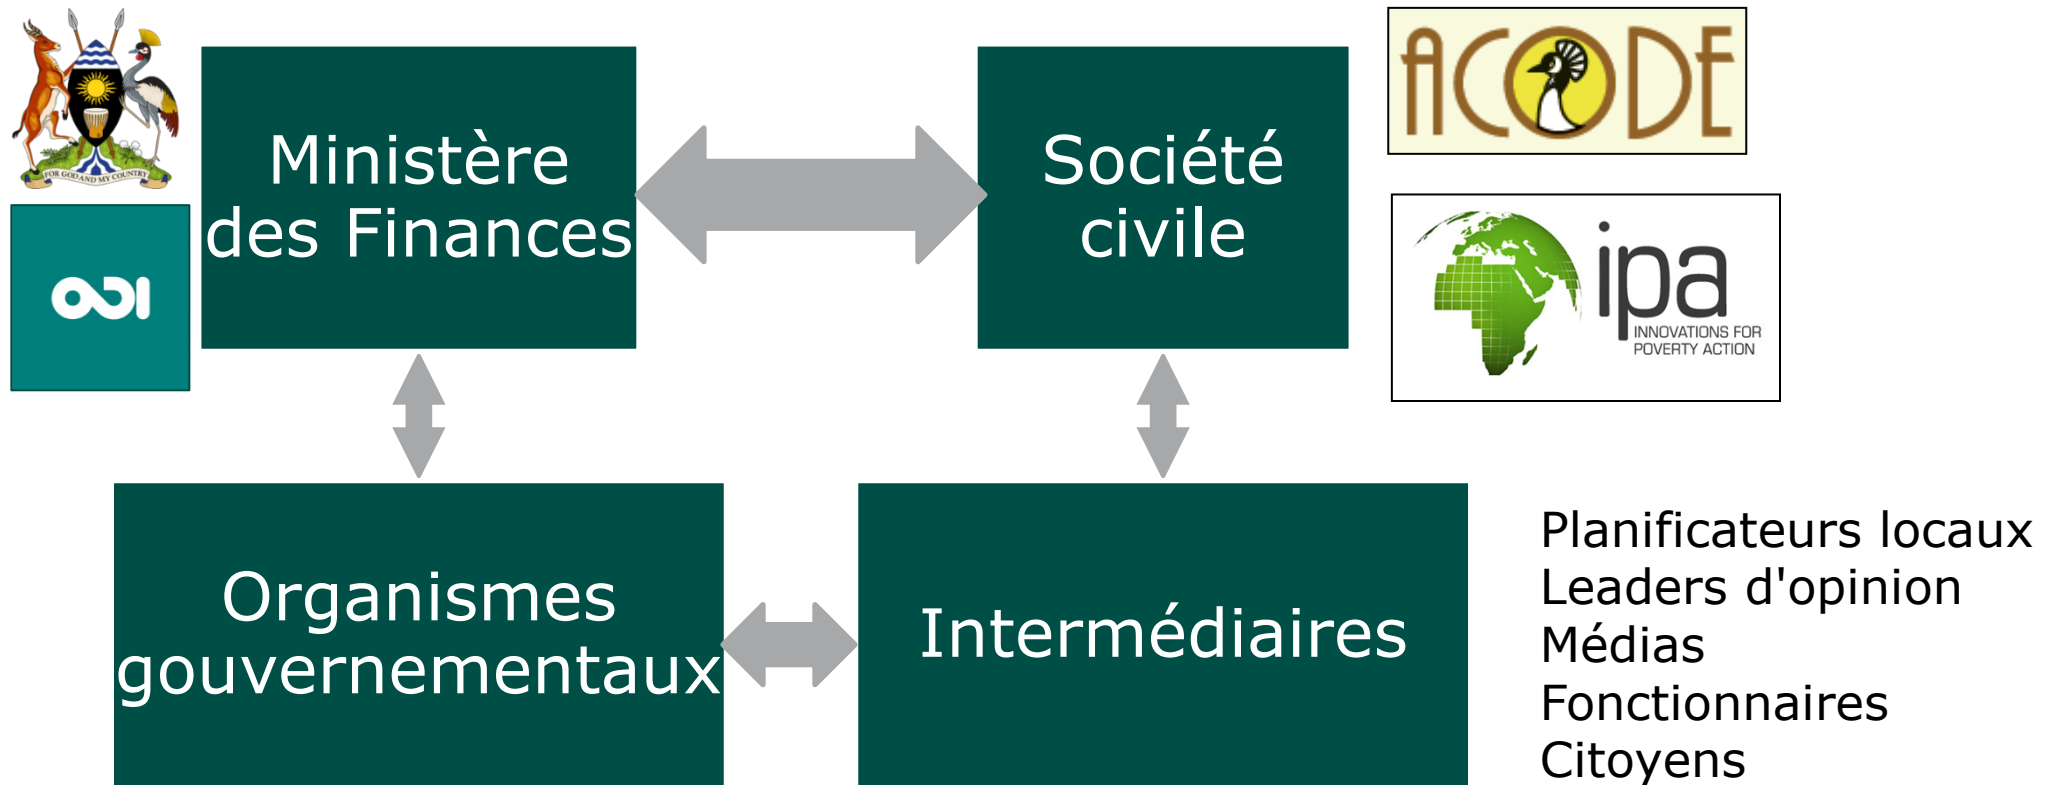 FOR GOD AND MY COUNTRY
Ministère
des Finances
Société
civile
ACODE
ipa
INNOVATIONS FOR
POVERTY ACTION
ODI
Organismes
gouvernementaux
Intermédiaires
Planificateurs locaux
Leaders d'opinion
Médias
Fonctionnaires
Citoyens